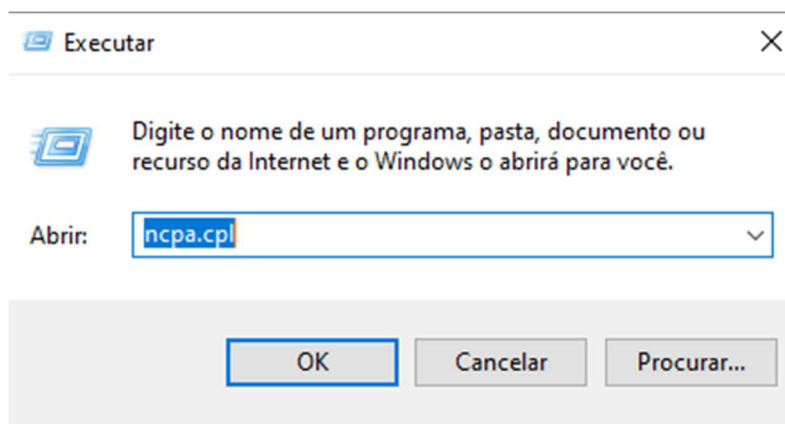 Executar
Digite o nome de um programa, pasta, documento ou
recurso da Internet e o Windows o abrirá para você.
Abrir: ncpa.cpl
OK Cancelar Procurar...